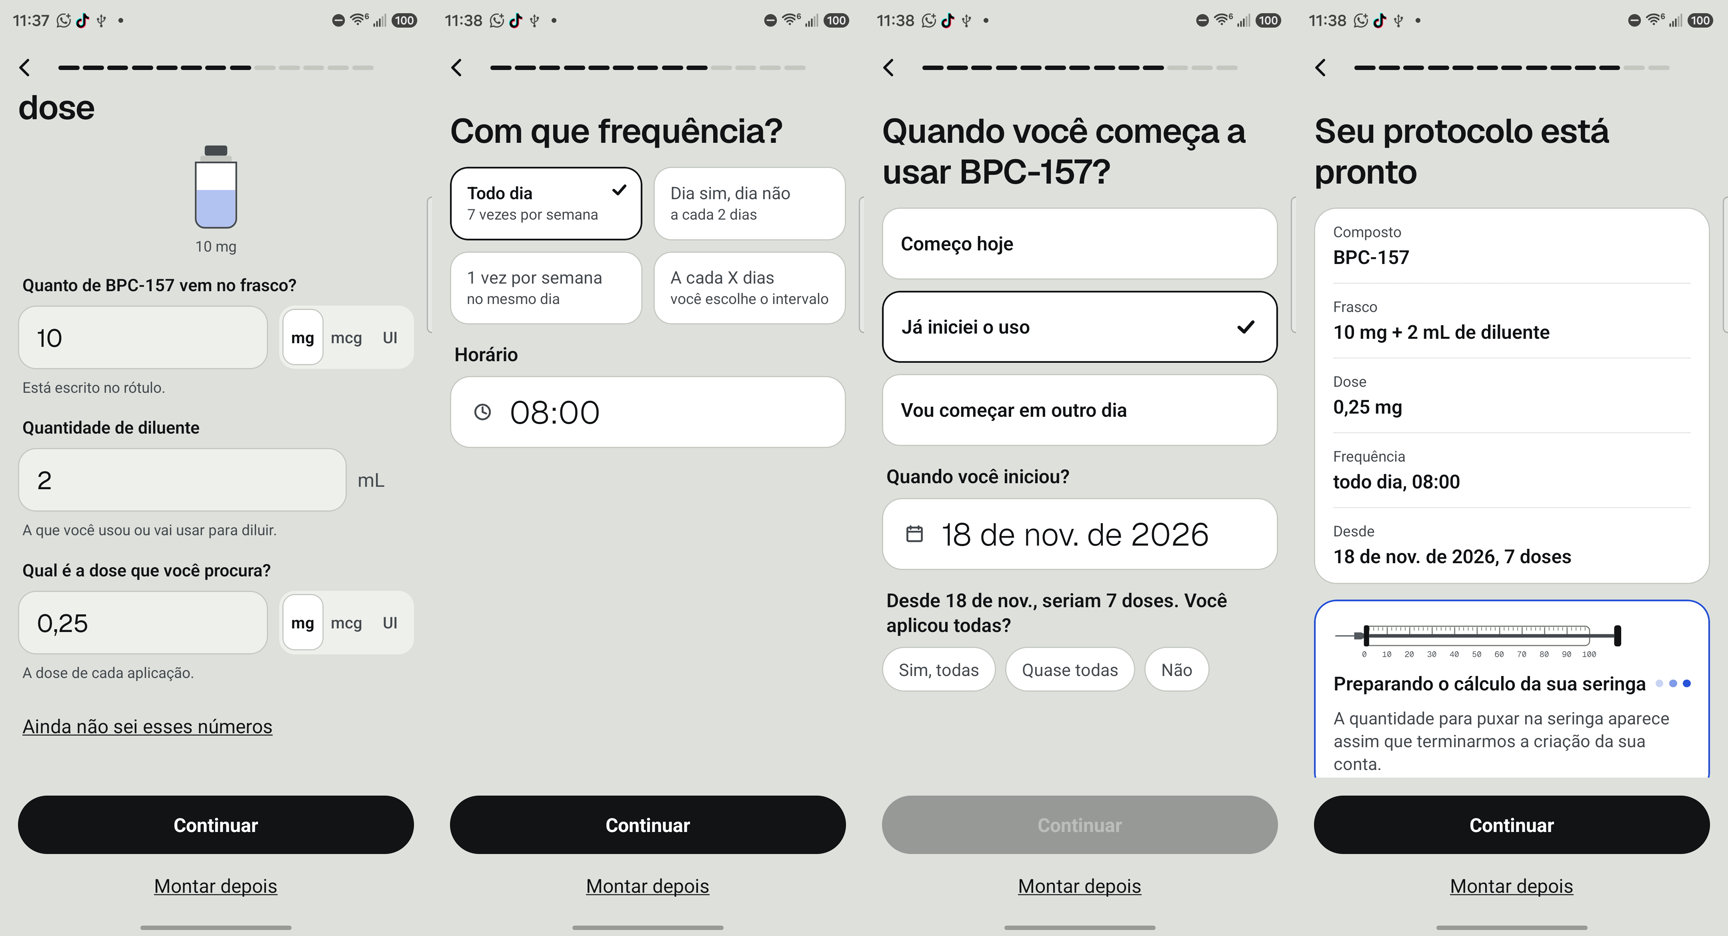 11:37
100
dose
10 mg
Quanto de BPC-157 vem no frasco?
10
mg mcg UI
Está escrito no rótulo.
Quantidade de diluente
2
mL
A que você usou ou vai usar para diluir.
Qual é a dose que você procura?
0,25
mg mcg UI
A dose de cada aplicação.
Ainda não sei esses números
Continuar
Montar depois
11:38
100
Com que frequência?
Todo dia
7 vezes por semana
Dia sim, dia não
a cada 2 dias
1 vez por semana
no mesmo dia
A cada X dias
você escolhe o intervalo
Horário
08:00
Continuar
Montar depois
11:38
100
Quando você começa a
usar BPC-157?
Começo hoje
Já iniciei o uso
Vou começar em outro dia
Quando você iniciou?
18 de nov. de 2026
Desde 18 de nov., seriam 7 doses. Você
aplicou todas?
Sim, todas
Quase todas
Não
Continuar
Montar depois
11:38
100
Seu protocolo está
pronto
Composto
BPC-157
Frasco
10 mg + 2 mL de diluente
Dose
0,25 mg
Frequência
todo dia, 08:00
Desde
18 de nov. de 2026, 7 doses
0 10 20 30 40 50 60 70 80 90 100
Preparando o cálculo da sua seringa
A quantidade para puxar na seringa aparece
assim que terminarmos a criação da sua
conta.
Continuar
Montar depois